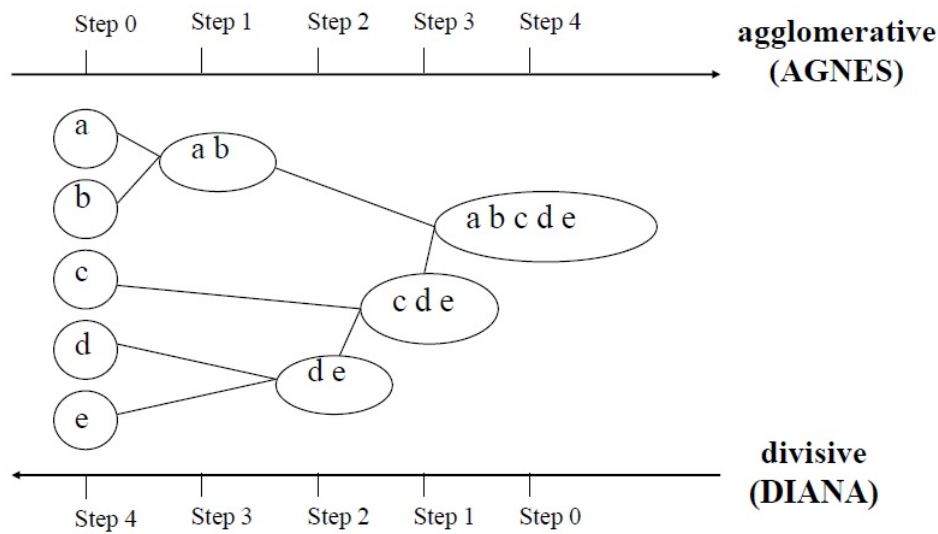 Step 0 Step 1 Step 2 Step 3 Step 4
agglomerative
(AGNES)
a
a b
b
a b c d e
c
c d e
d
d e
e
divisive
(DIANA)
Step 4 Step 3 Step 2 Step 1 Step 0